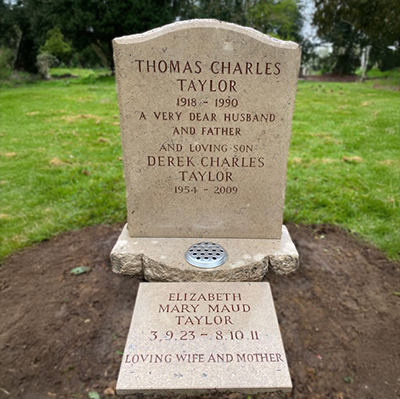 THOMAS CHARLES
TAYLOR
1918 - 1990
A VERY DEAR HUSBAND
AND FATHER
AND LOVING SON
DEREK CHARLES
TAYLOR
1954 - 2009
ELIZABETH
MARY MAUD
TAYLOR
3.9.23 – 8.10.11
LOVING WIFE AND MOTHER